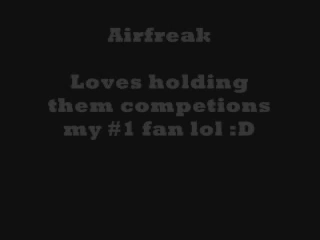 Airfreak
Loves holding
them competions
my #1 fan lol :D